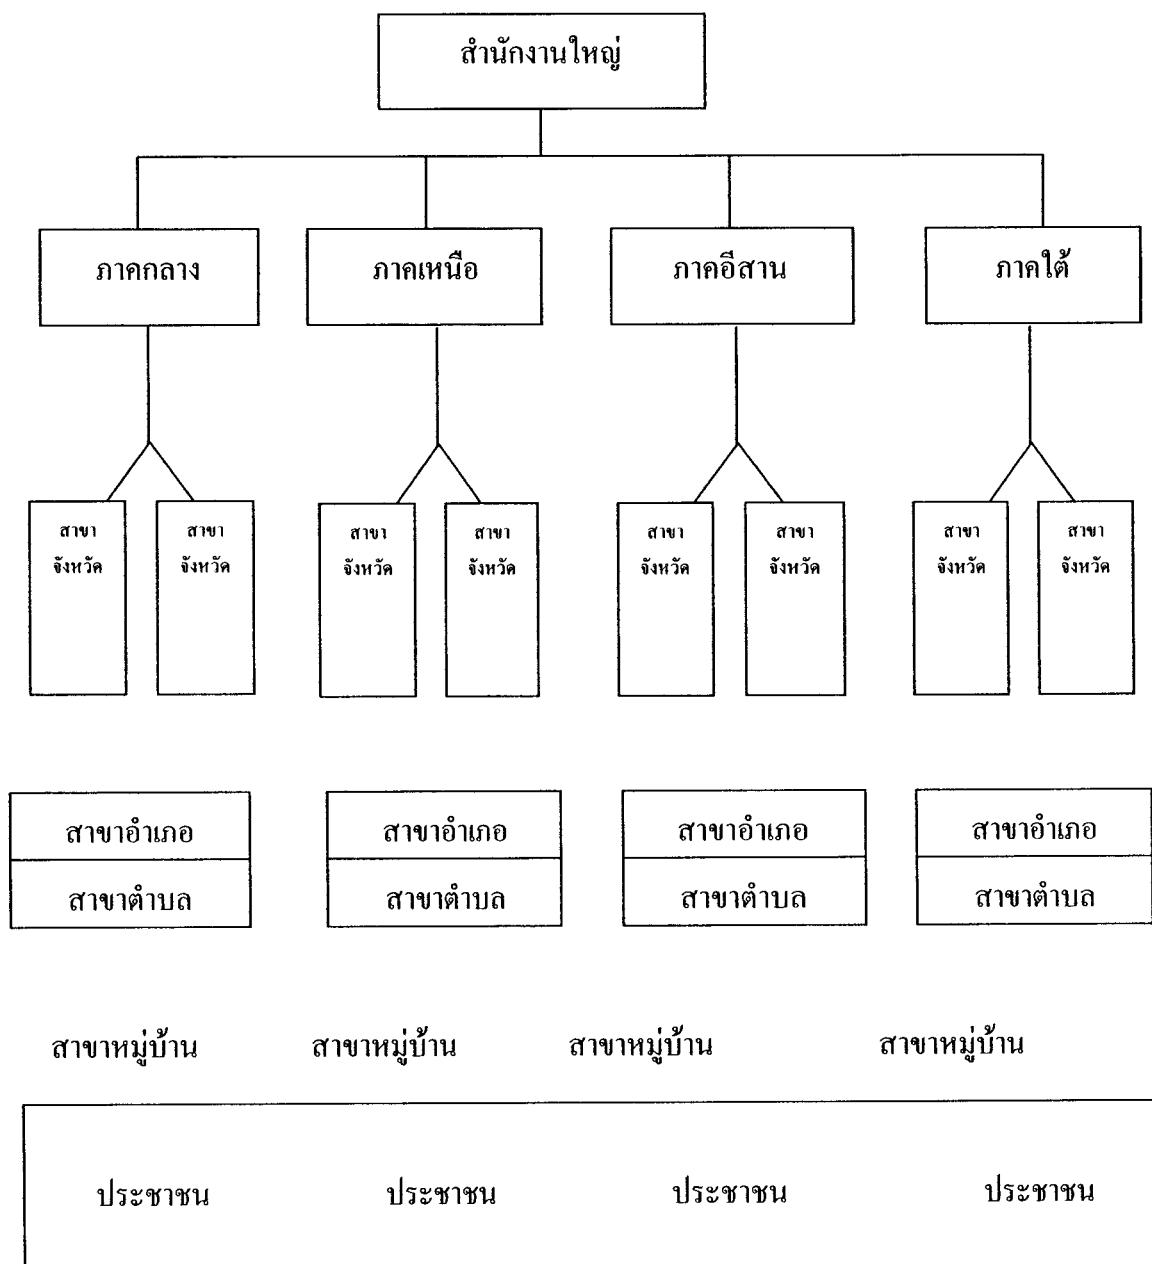 สำนักงานใหญ่
ภาคกลาง ภาคเหนือ ภาคอีสาน ภาคใต้
สาขา สาขา สาขา สาขา สาขา สาขา สาขา สาขา
จังหวัด จังหวัด จังหวัด จังหวัด จังหวัด จังหวัด จังหวัด จังหวัด
สาขาอำเภอ สาขาอำเภอ สาขาอำเภอ สาขาอำเภอ
สาขาตำบล สาขาตำบล สาขาตำบล สาขาตำบล
สาขาหมู่บ้าน สาขาหมู่บ้าน สาขาหมู่บ้าน สาขาหมู่บ้าน
ประชาชน ประชาชน ประชาชน ประชาชน